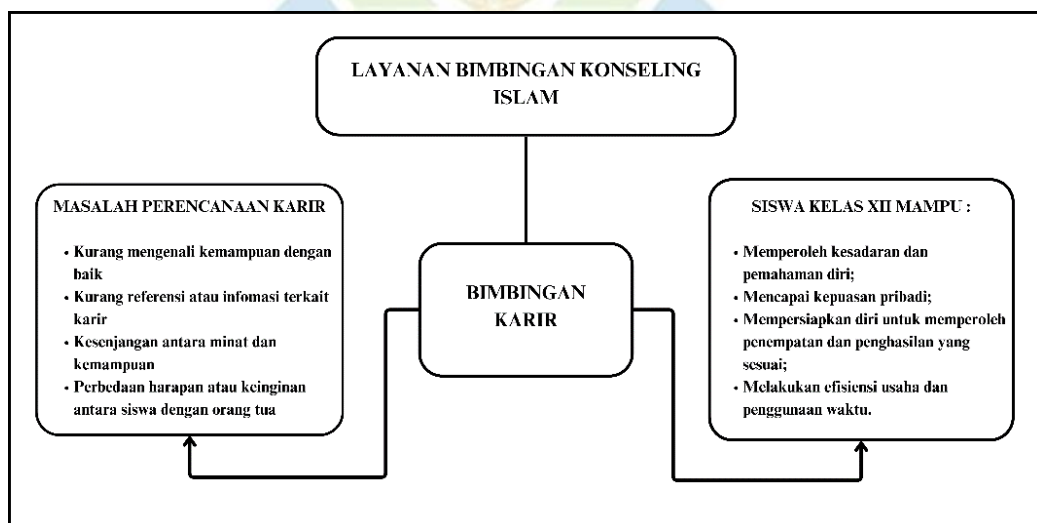 LAYANAN BIMBINGAN KONSELING
ISLAM
MASALAH PERENCANAAN KARIR
• Kurang mengenali kemampuan dengan
baik
• Kurang referensi atau infomasi terkait
karir
• Kesenjangan antara minat dan
kemampuan
• Perbedaan harapan atau keinginan
antara siswa dengan orang tua
BIMBINGAN
KARIR
SISWA KELAS XII MAMPU :
• Memperoleh kesadaran dan
pemahaman diri;
• Mencapai kepuasan pribadi;
• Mempersiapkan diri untuk memperoleh
penempatan dan penghasilan yang
sesuai;
• Melakukan efisiensi usaha dan
penggunaan waktu.